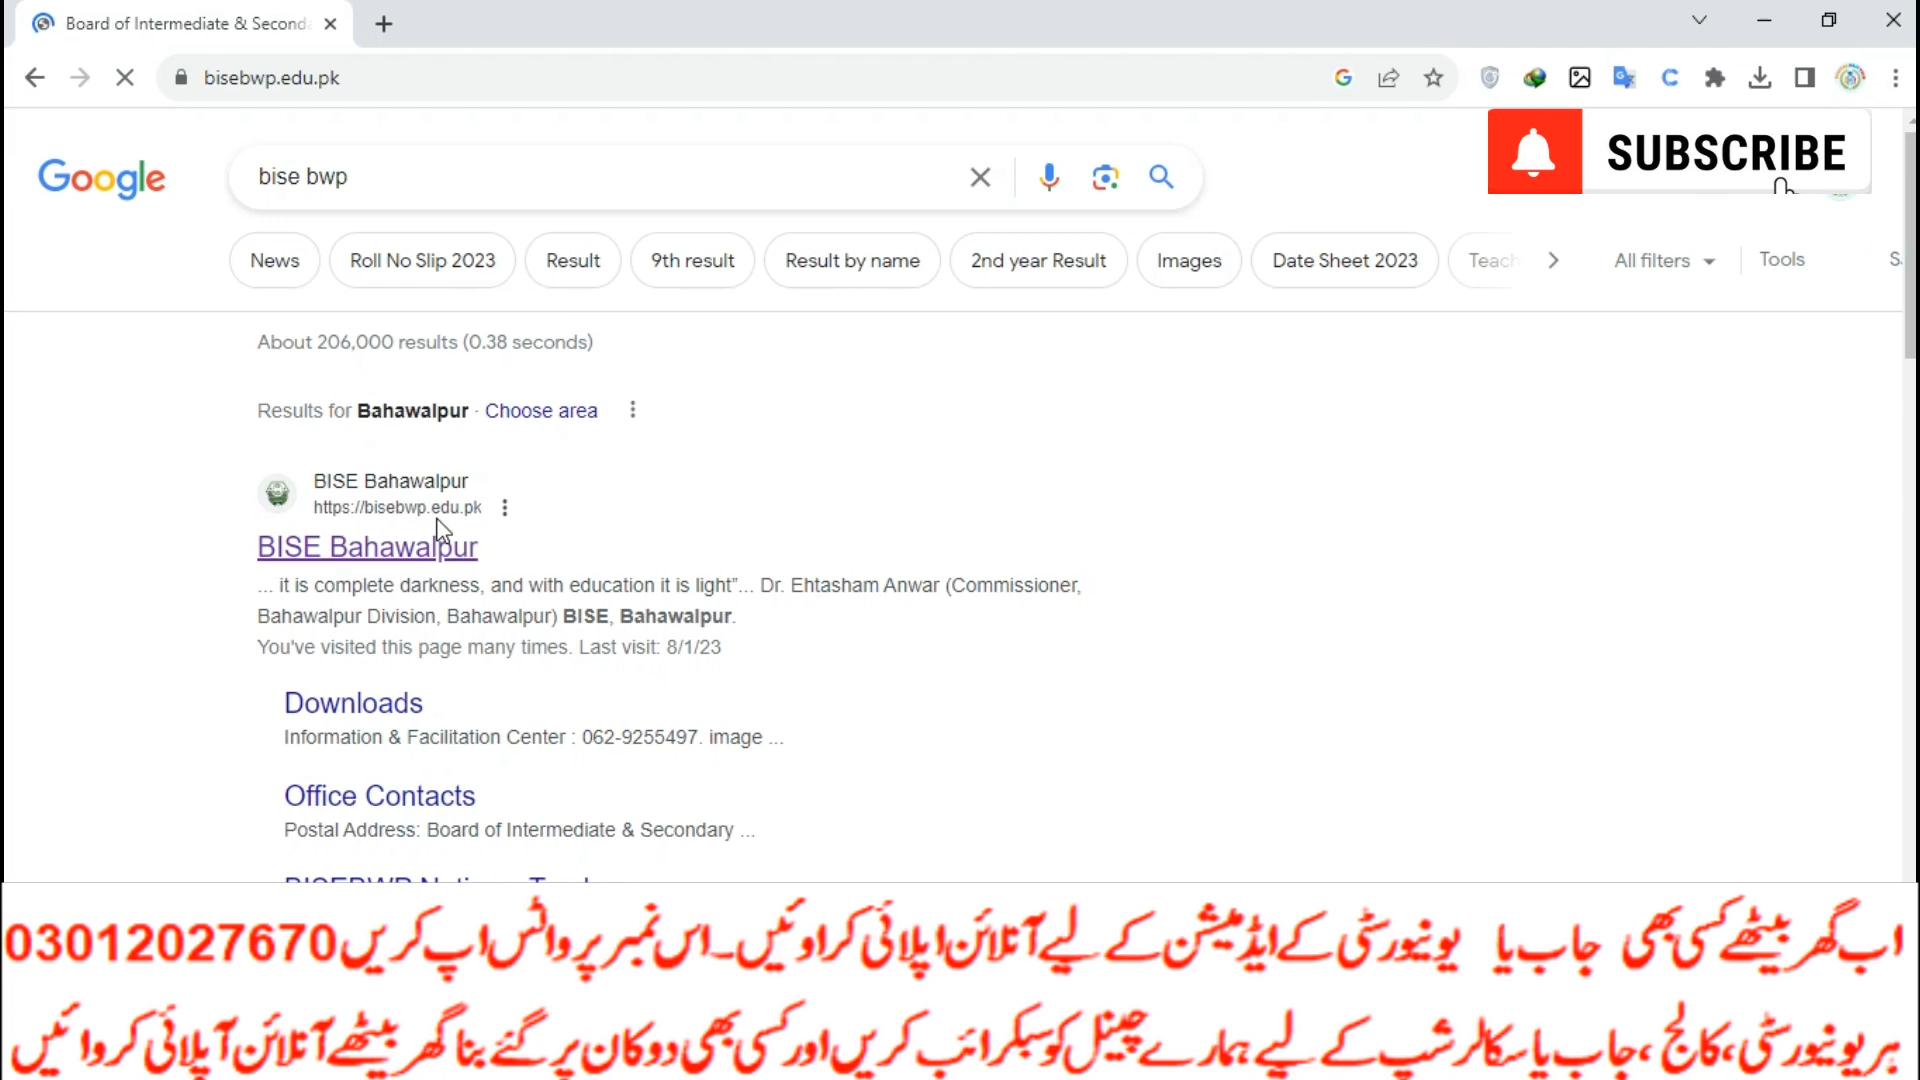 Board of Intermediate & Seconda
bisebwp.edu.pk
SUBSCRIBE
Google
bise bwp
News
Roll No Slip 2023
Result
9th result
Result by name
2nd year Result
Images
Date Sheet 2023
Teach
All filters
Tools
About 206,000 results (0.38 seconds)
Results for Bahawalpur · Choose area
BISE Bahawalpur
https://bisebwp.edu.pk
BISE Bahawalpur
... it is complete darkness, and with education it is light"... Dr. Ehtasham Anwar (Commissioner,
Bahawalpur Division, Bahawalpur) BISE, Bahawalpur.
You've visited this page many times. Last visit: 8/1/23
Downloads
Information & Facilitation Center : 062-9255497. image ...
Office Contacts
Postal Address: Board of Intermediate & Secondary ...
اب گھر بیٹھے کسی بھی جاب یا یونیورسٹی کے ایڈمیشن کے لیے آنلائن اپلائی کراوئیں۔اس نمبر پر واٹس اپ کریں 03012027670
ہر یونیورسٹی، کالج ،جاب یا سکالرشپ کے لیے ہمارے چینل کو سبکرائب کریں اور کسی بھی دوکان پر گئے بنا گھر بیٹھے آنلائن آپلائی کروائیں